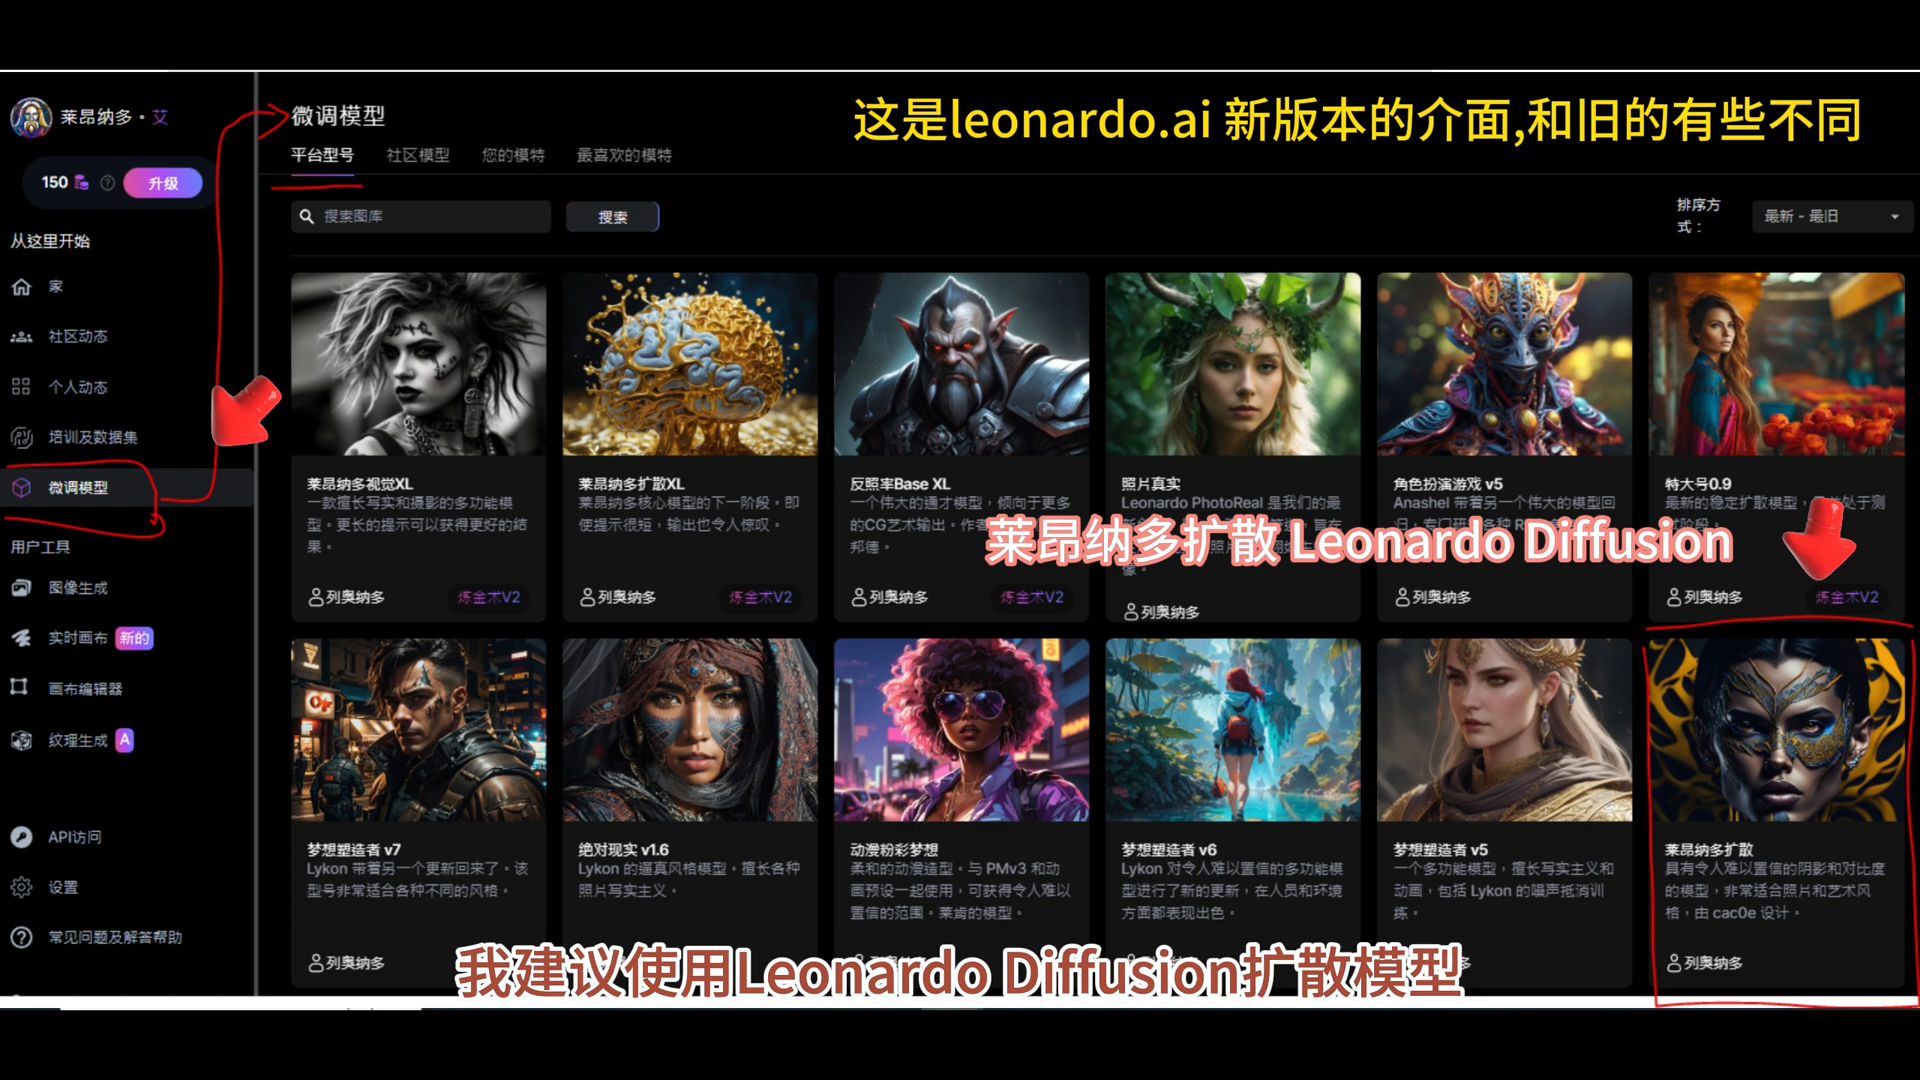 莱昂纳多・艾
微调模型
这是leonardo.ai 新版本的介面,和旧的有些不同
平台型号 社区模型 您的模特 最喜欢的模特
150 升级
搜索图库 搜索
排序方
式：
最新 - 最旧
从这里开始
家
社区动态
个人动态
培训及数据集
微调模型
用户工具
图像生成
实时画布 新的
画布编辑器
纹理生成 A
API访问
设置
常见问题及解答帮助
莱昂纳多视觉XL
一款擅长写实和摄影的多功能模
型。更长的提示可以获得更好的结
果。
列奥纳多 炼金术V2
莱昂纳多扩散XL
莱昂纳多核心模型的下一阶段。即
使提示很短，输出也令人惊叹。
列奥纳多 炼金术V2
反照率Base XL
一个伟大的通才模型，倾向于更多
的CG艺术输出。作者
邦德。
列奥纳多 炼金术V2
照片真实
Leonardo PhotoReal 是我们的最
像。
列奥纳多
角色扮演游戏 v5
Anashel 带着另一个伟大的模型回
列奥纳多
特大号0.9
最新的稳定扩散模型，处于测
列奥纳多 炼金术V2
莱昂纳多扩散 Leonardo Diffusion
梦想塑造者 v7
Lykon 带着另一个更新回来了。该
型号非常适合各种不同的风格。
列奥纳多
绝对现实 v1.6
Lykon 的逼真风格模型。擅长各种
照片写实主义。
动漫粉彩梦想
柔和的动漫造型。与 PMv3 和动
画预设一起使用，可获得令人难以
置信的范围。莱肯的模型。
梦想塑造者 v6
Lykon 对令人难以置信的多功能模
型进行了新的更新，在人员和环境
方面都表现出色。
梦想塑造者 v5
一个多功能模型，擅长写实主义和
动画，包括 Lykon 的噪声抵消训
练。
莱昂纳多扩散
具有令人难以置信的阴影和对比度
的模型，非常适合照片和艺术风
格，由 cac0e 设计。
列奥纳多
我建议使用Leonardo Diffusion扩散模型